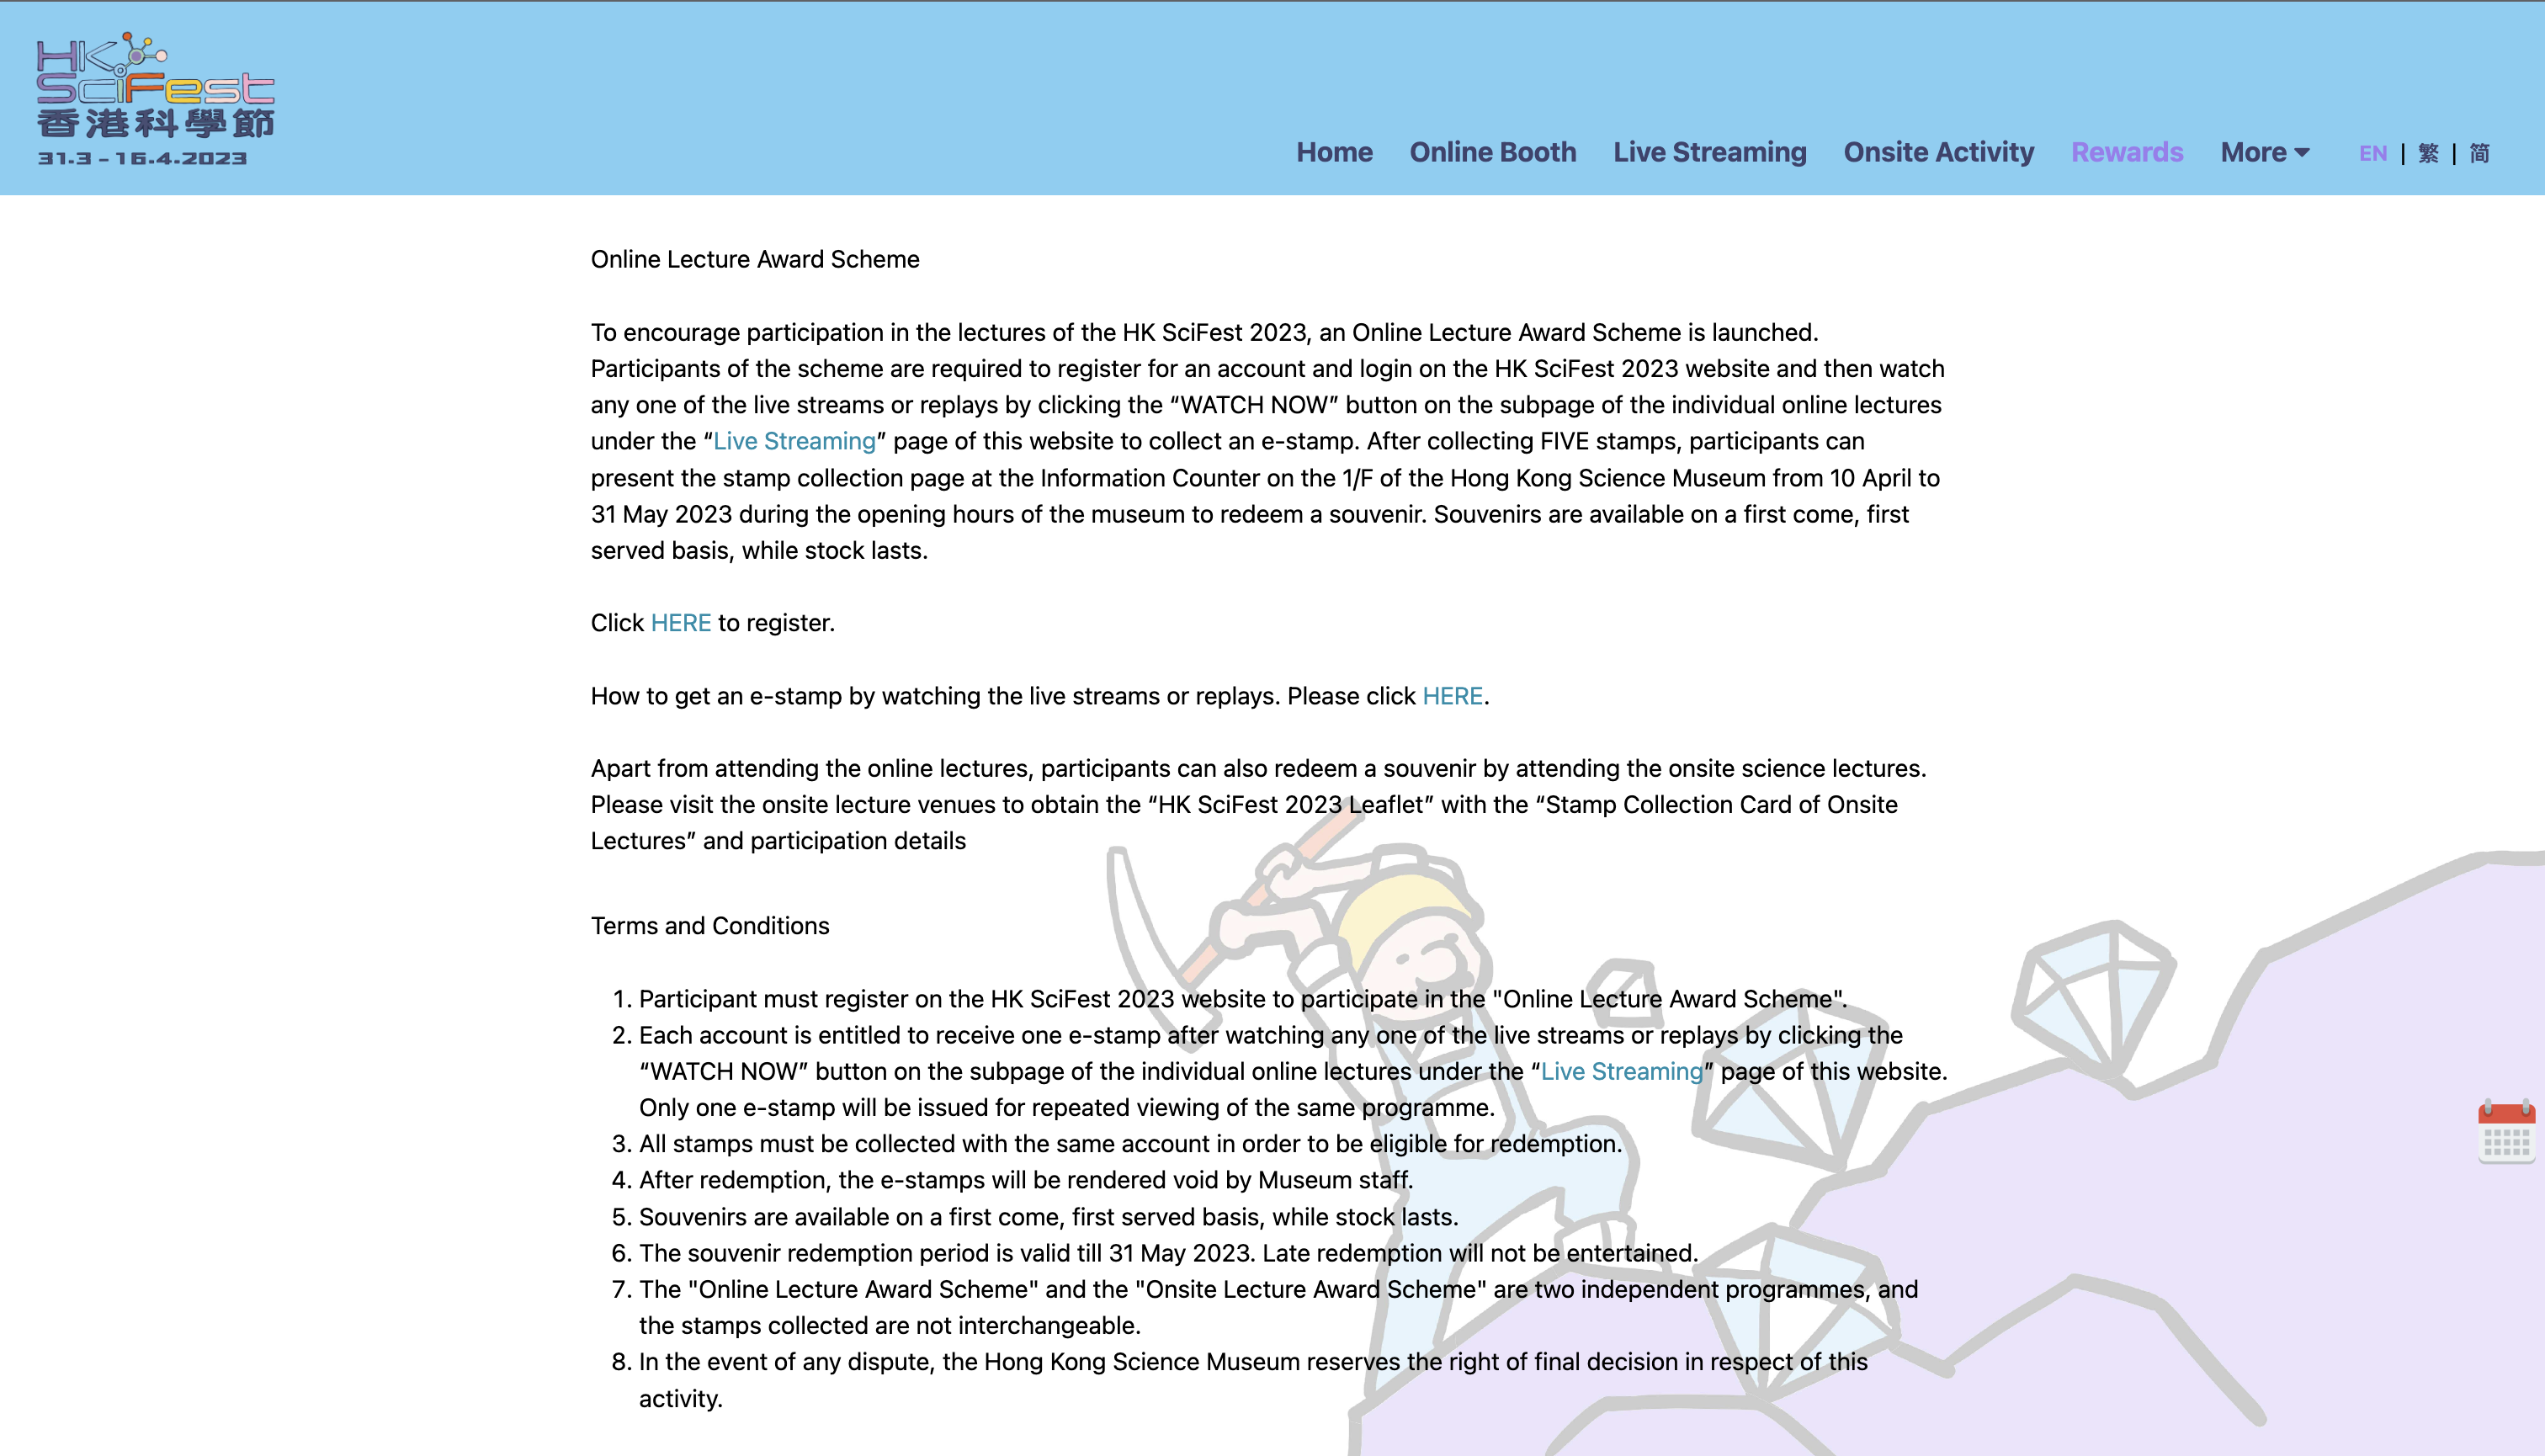 HK
SciFest
香港科學節
31.3 - 16.4.2023
Home Online Booth Live Streaming Onsite Activity Rewards More EN | 繁 | 简
Online Lecture Award Scheme
To encourage participation in the lectures of the HK SciFest 2023, an Online Lecture Award Scheme is launched.
Participants of the scheme are required to register for an account and login on the HK SciFest 2023 website and then watch
any one of the live streams or replays by clicking the “WATCH NOW” button on the subpage of the individual online lectures
under the “Live Streaming” page of this website to collect an e-stamp. After collecting FIVE stamps, participants can
present the stamp collection page at the Information Counter on the 1/F of the Hong Kong Science Museum from 10 April to
31 May 2023 during the opening hours of the museum to redeem a souvenir. Souvenirs are available on a first come, first
served basis, while stock lasts.
Click HERE to register.
How to get an e-stamp by watching the live streams or replays. Please click HERE.
Apart from attending the online lectures, participants can also redeem a souvenir by attending the onsite science lectures.
Please visit the onsite lecture venues to obtain the “HK SciFest 2023 Leaflet” with the “Stamp Collection Card of Onsite
Lectures” and participation details
Terms and Conditions
1. Participant must register on the HK SciFest 2023 website to participate in the "Online Lecture Award Scheme".
2. Each account is entitled to receive one e-stamp after watching any one of the live streams or replays by clicking the
“WATCH NOW” button on the subpage of the individual online lectures under the “Live Streaming” page of this website.
Only one e-stamp will be issued for repeated viewing of the same programme.
3. All stamps must be collected with the same account in order to be eligible for redemption.
4. After redemption, the e-stamps will be rendered void by Museum staff.
5. Souvenirs are available on a first come, first served basis, while stock lasts.
6. The souvenir redemption period is valid till 31 May 2023. Late redemption will not be entertained.
7. The "Online Lecture Award Scheme" and the "Onsite Lecture Award Scheme" are two independent programmes, and
the stamps collected are not interchangeable.
8. In the event of any dispute, the Hong Kong Science Museum reserves the right of final decision in respect of this
activity.